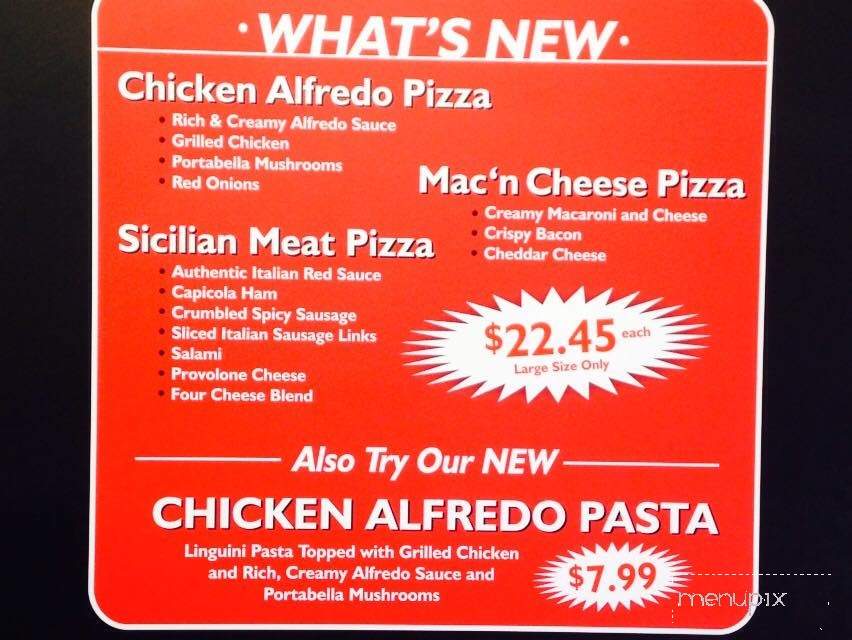 · WHAT'S NEW ·
Chicken Alfredo Pizza
• Rich & Creamy Alfredo Sauce
• Grilled Chicken
• Portabella Mushrooms
• Red Onions
Mac‘n Cheese Pizza
• Creamy Macaroni and Cheese
• Crispy Bacon
• Cheddar Cheese
Sicilian Meat Pizza
• Authentic Italian Red Sauce
• Capicola Ham
• Crumbled Spicy Sausage
• Sliced Italian Sausage Links
• Salami
• Provolone Cheese
• Four Cheese Blend
$22.45 each
Large Size Only
Also Try Our NEW
CHICKEN ALFREDO PASTA
Linguini Pasta Topped with Grilled Chicken
and Rich, Creamy Alfredo Sauce and
Portabella Mushrooms
$7.99
menupix